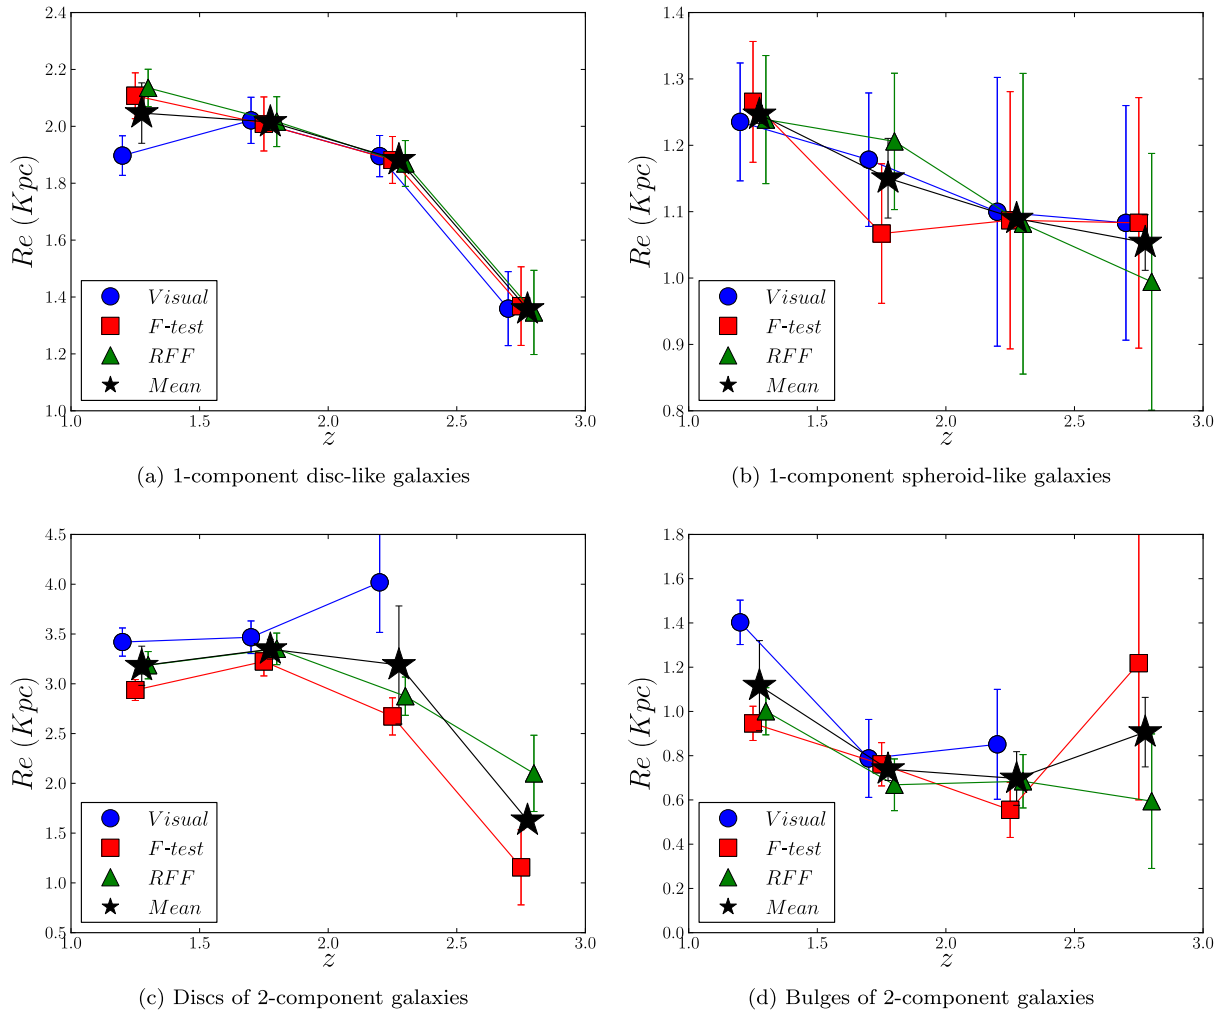 2.4
2.2
2.0
1.8
1.6
1.4
1.2
1.0
Re (Kpc)
Visual
F-test
RFF
Mean
1.0 1.5 2.0 2.5 3.0
z
(a) 1-component disc-like galaxies
1.4
1.3
1.2
1.1
1.0
0.9
0.8
Re (Kpc)
Visual
F-test
RFF
Mean
1.0 1.5 2.0 2.5 3.0
z
(b) 1-component spheroid-like galaxies
4.5
4.0
3.5
3.0
2.5
2.0
1.5
1.0
0.5
Re (Kpc)
Visual
F-test
RFF
Mean
1.0 1.5 2.0 2.5 3.0
z
(c) Discs of 2-component galaxies
1.8
1.6
1.4
1.2
1.0
0.8
0.6
0.4
0.2
0.0
Re (Kpc)
Visual
F-test
RFF
Mean
1.0 1.5 2.0 2.5 3.0
z
(d) Bulges of 2-component galaxies